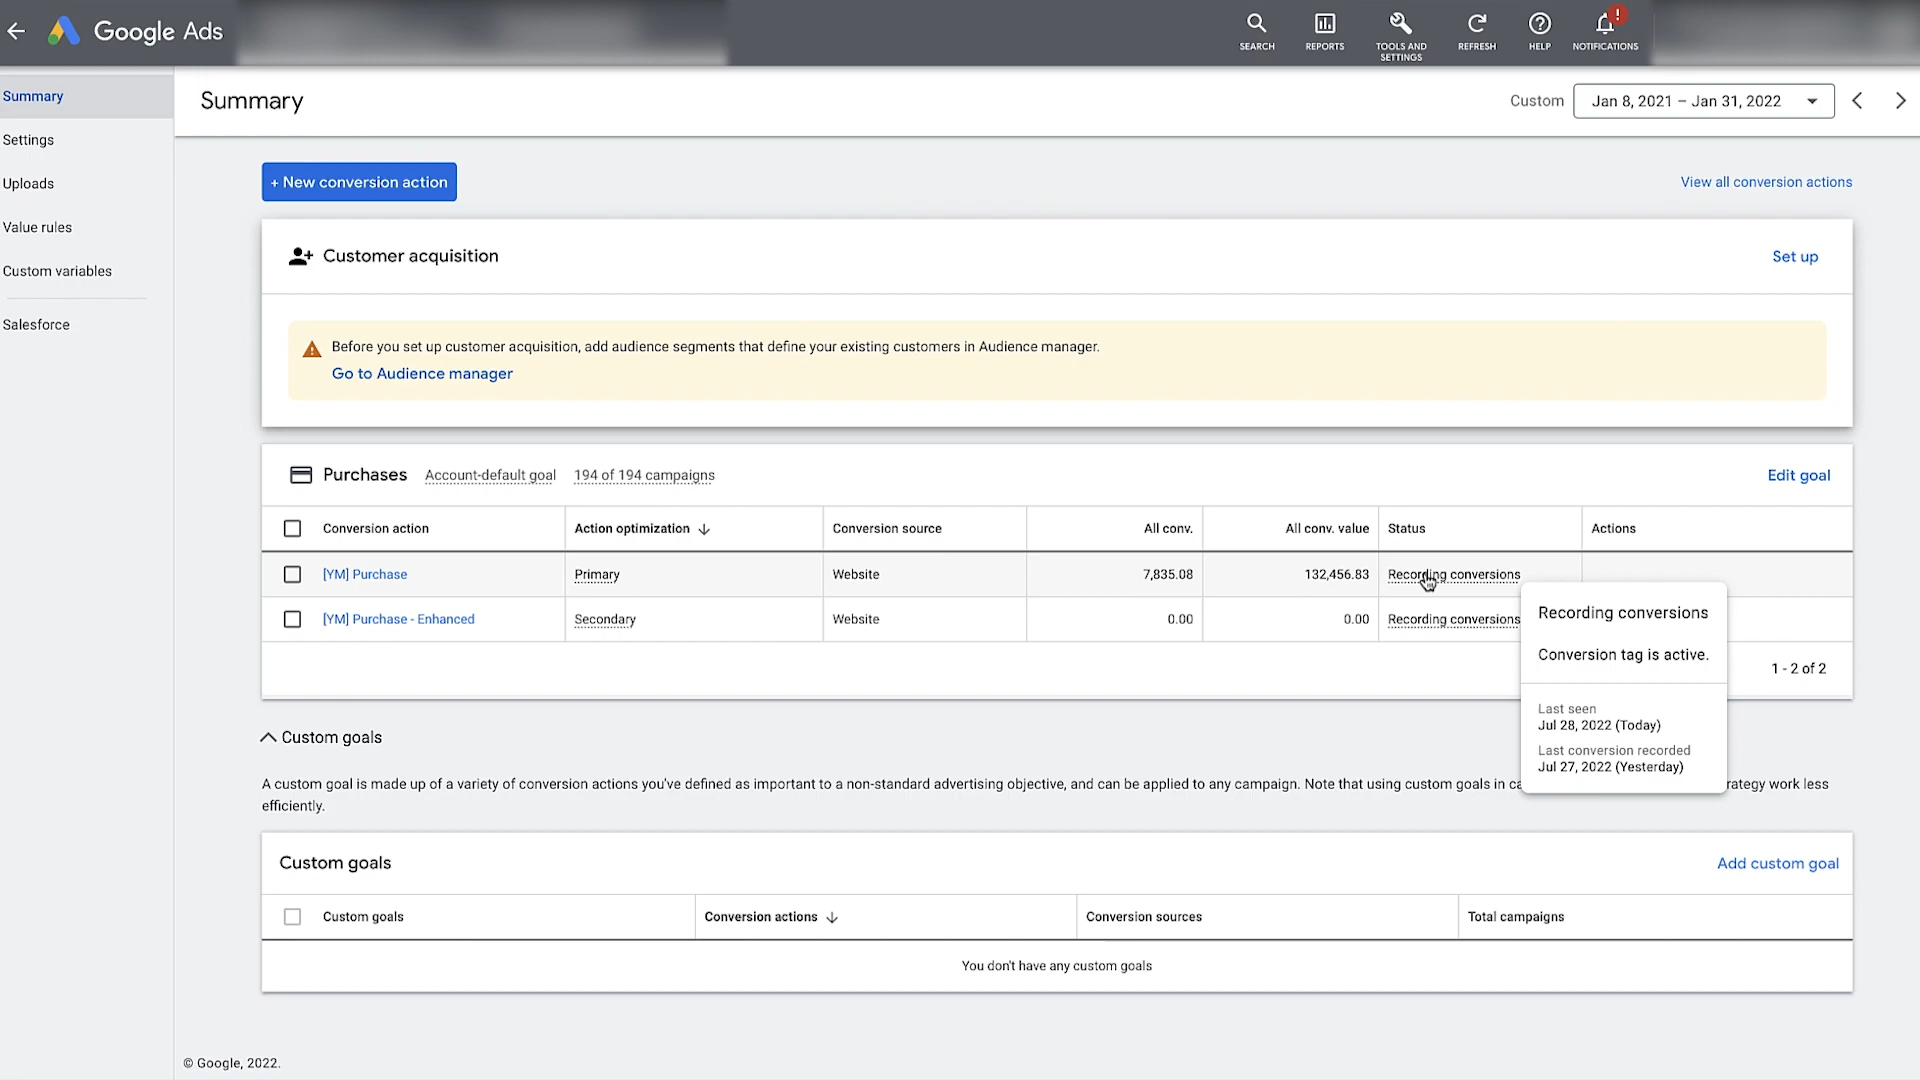 Google Ads
SEARCH
REPORTS
TOOLS AND
SETTINGS
REFRESH
HELP
!
NOTIFICATIONS
Summary
Settings
Uploads
Value rules
Custom variables
Salesforce
Summary
Custom
Jan 8, 2021 – Jan 31, 2022
+ New conversion action
View all conversion actions
Customer acquisition
Set up
Before you set up customer acquisition, add audience segments that define your existing customers in Audience manager.
Go to Audience manager
Purchases Account-default goal 194 of 194 campaigns
Edit goal
Conversion action Action optimization Conversion source All conv. All conv. value Status Actions
[YM] Purchase Primary Website 7,835.08 132,456.83 Recording conversions
[YM] Purchase - Enhanced Secondary Website 0.00 0.00 Recording conversions
1 - 2 of 2
Recording conversions
Conversion tag is active.
Last seen
Jul 28, 2022 (Today)
Last conversion recorded
Jul 27, 2022 (Yesterday)
Custom goals
A custom goal is made up of a variety of conversion actions you've defined as important to a non-standard advertising objective, and can be applied to any campaign. Note that using custom goals in ca rategy work less
efficiently.
Custom goals
Add custom goal
Custom goals Conversion actions Conversion sources Total campaigns
You don't have any custom goals
© Google, 2022.